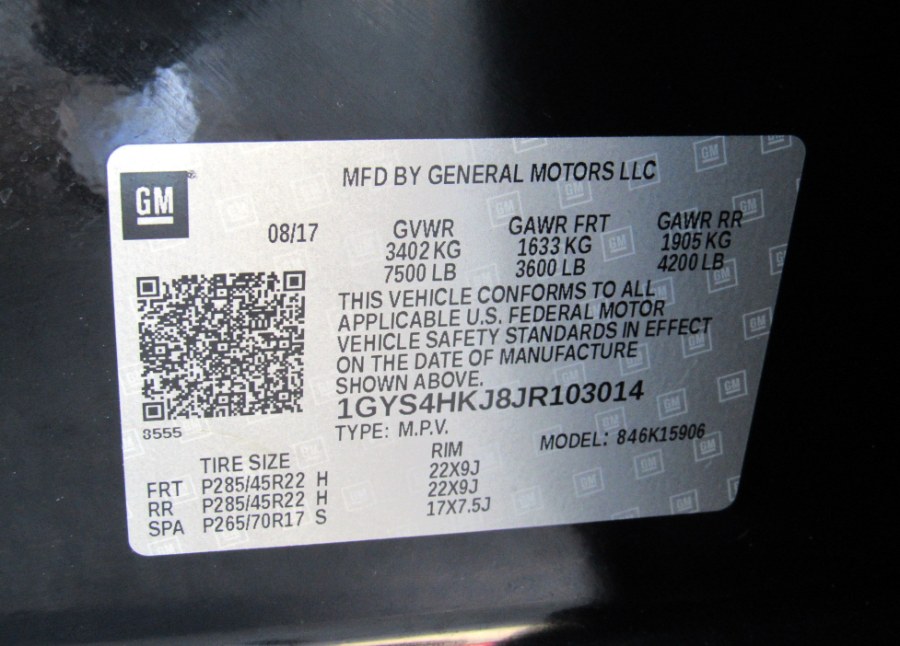 MFD BY GENERAL MOTORS LLC
GM
08/17
GVWR GAWR FRT GAWR RR
3402 KG 1633 KG 1905 KG
7500 LB 3600 LB 4200 LB
THIS VEHICLE CONFORMS TO ALL
APPLICABLE U.S. FEDERAL MOTOR
VEHICLE SAFETY STANDARDS IN EFFECT
ON THE DATE OF MANUFACTURE
SHOWN ABOVE.
1GYS4HKJ8JR103014
8555
TYPE: M.P.V. MODEL: 846K15906
TIRE SIZE RIM
FRT P285/45R22 H 22X9J
RR P285/45R22 H 22X9J
SPA P265/70R17 S 17X7.5J